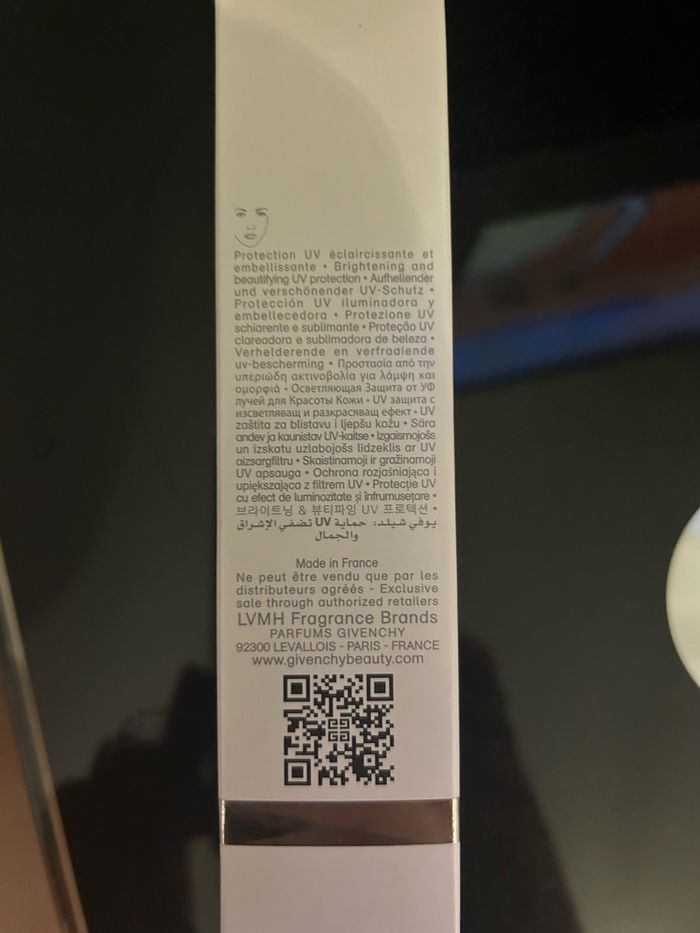 Protection UV éclaircissante et
embellissante • Brightening and
beautifying UV protection • Aufhellender
und verschönender UV-Schutz •
Protección UV iluminadora y
embellecedora • Protezione UV
schiarente e sublimante • Proteção UV
clareadora e sublimadora de beleza •
Verhelderende en verfraaiende
uv-bescherming • Προστασία από την
υπεριώδη ακτινοβολία για λάμψη και
ομορφιά • Осветляющая Защита от УФ
лучей для Красоты Кожи • UV защита с
изсветляващ и разкрасяващ ефект • UV
zaštita za blistavu i ljepšu kožu • Sära
andev ja kaunistav UV-kaitse • Izgaismojošs
un izskatu uzlabojošs līdzeklis ar UV
aizsargfiltru • Skaistinamoji ir gražinamoji
UV apsauga • Ochrona rozjaśniająca i
upiększająca z filtrem UV • Protecție UV
cu efect de luminozitate și înfrumusețare •
브라이트닝 & 뷰티파잉 UV 프로텍션 •
يوفي شيلد: حماية UV تضفي الإشراق
والجمال
Made in France
Ne peut être vendu que par les
distributeurs agréés - Exclusive
sale through authorized retailers
LVMH Fragrance Brands
PARFUMS GIVENCHY
92300 LEVALLOIS - PARIS - FRANCE
www.givenchybeauty.com